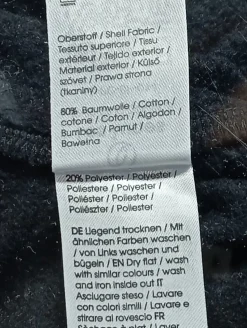 Oberstoff / Shell Fabric /
Tessuto superiore / Tissu
extérieur / Tejido exterior /
Material exterior / Külső
szövet / Prawa strona
(tkaniny)
80% Baumwolle / Cotton /
cotone / Coton / Algodon /
Bumbac / Pamut /
Bawełna
20% Polyester / Polyester /
Poliestere / Polyester /
Poliéster / Poliester /
Poliészter / Poliester
DE Liegend trocknen / Mit
ähnlichen Farben waschen
/ von Links waschen und
bügeln / EN Dry flat / wash
with similar colours / wash
and iron inside out IT
Asciugare steso / Lavare
con colori simili / Lavare e
stirare al rovescio FR